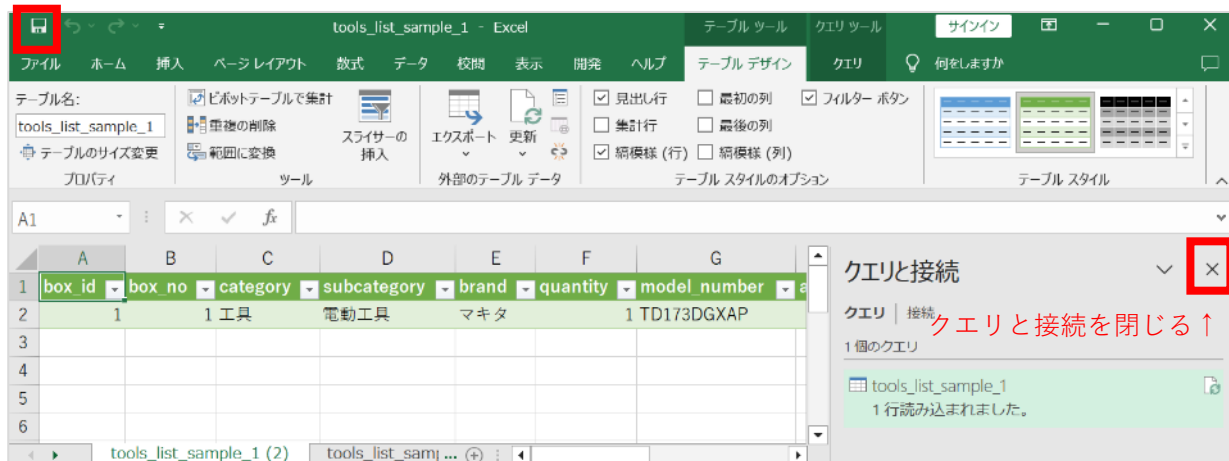 tools_list_sample_1 - Excel
テーブル ツール
クエリ ツール
サインイン
ファイル ホーム 挿入 ページ レイアウト 数式 データ 校閲 表示 開発 ヘルプ テーブル デザイン クエリ 何をしますか
テーブル名:
tools_list_sample_1
テーブルのサイズ変更
プロパティ
ピボットテーブルで集計
重複の削除
範囲に変換
スライサーの
挿入
ツール
エクスポート
更新
外部のテーブル データ
見出し行
集計行
縞模様 (行)
最初の列
最後の列
縞模様 (列)
フィルター ボタン
テーブル スタイルのオプション
テーブル スタイル
A1
fx
A B C D E F G
1 box_id box_no category subcategory brand quantity model_number a
2 1 1 工具 電動工具 マキタ 1 TD173DGXAP
3
4
5
6
tools_list_sample_1 (2)
tools_list_samp ...
クエリと接続
クエリ | 接続
クエリと接続を閉じる↑
1 個のクエリ
tools_list_sample_1
1 行読み込まれました。